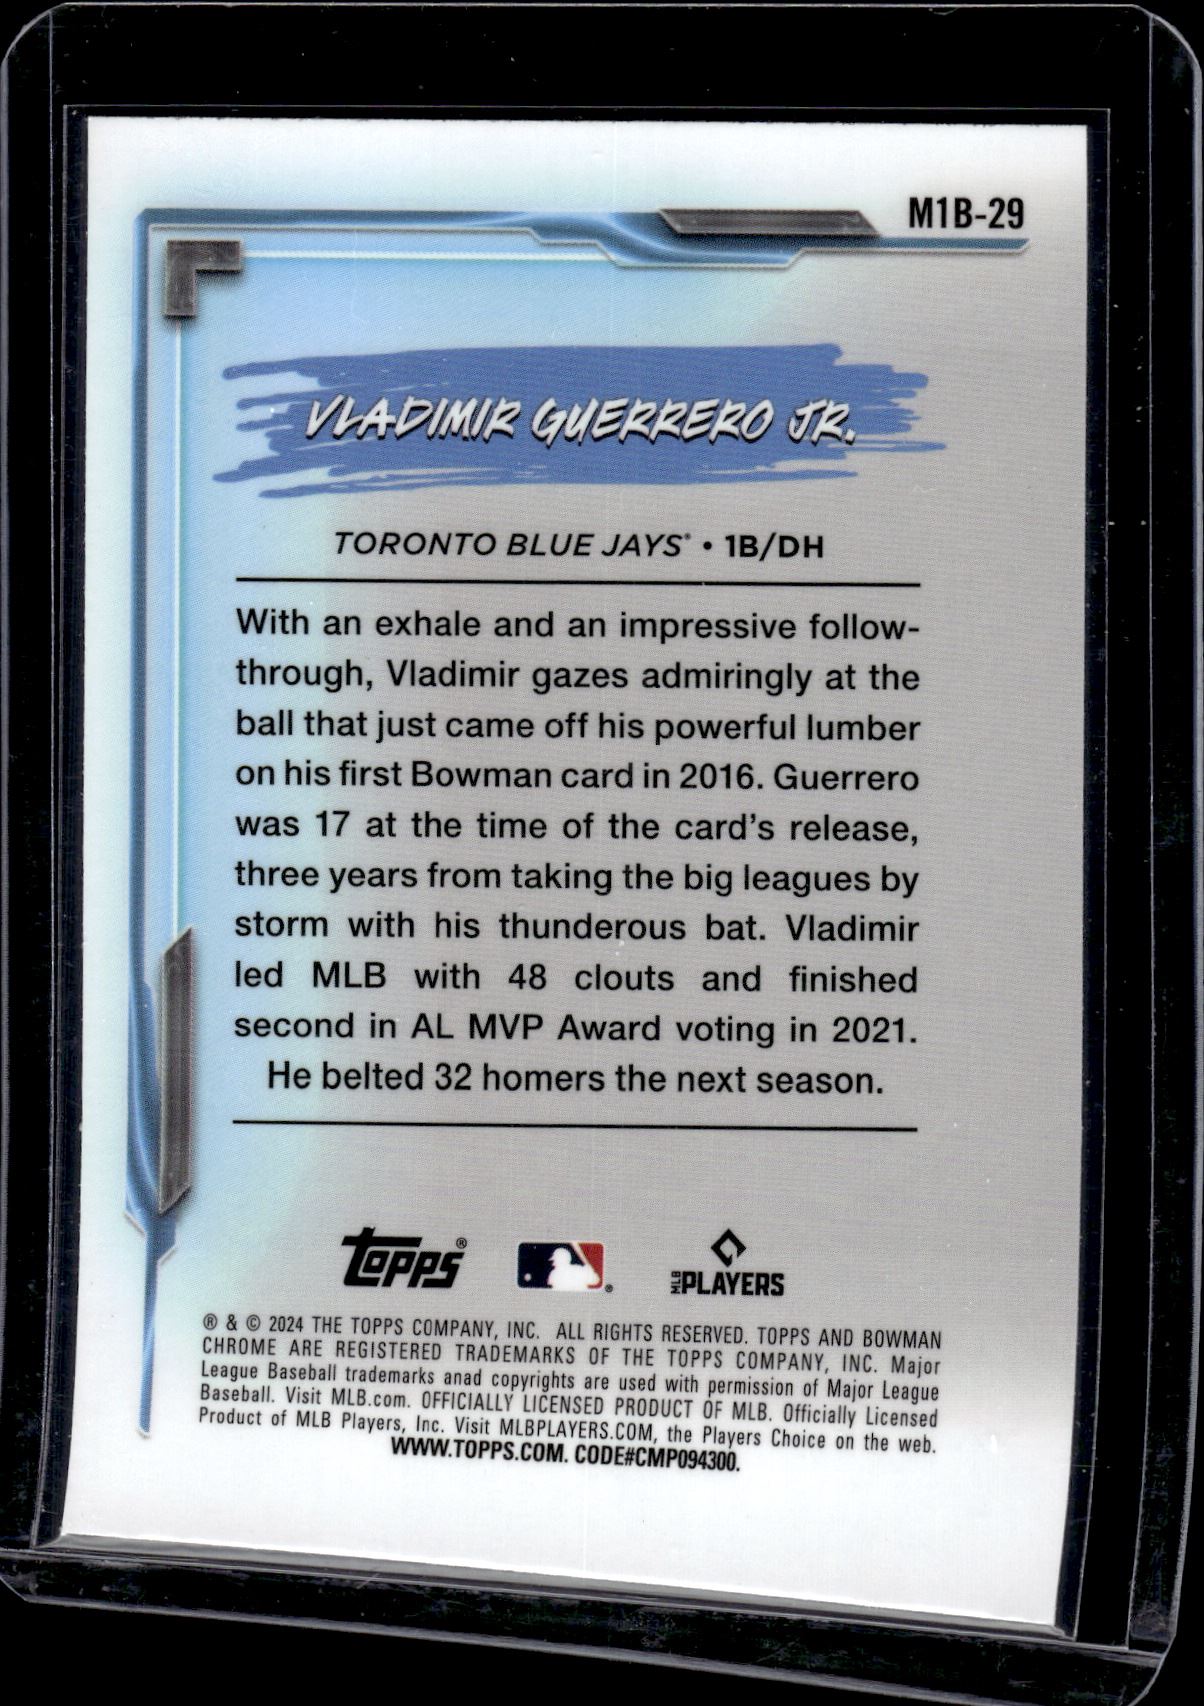 M1B-29
VLADIMIR GUERRERO JR.
TORONTO BLUE JAYS® • 1B/DH
With an exhale and an impressive follow-
through, Vladimir gazes admiringly at the
ball that just came off his powerful lumber
on his first Bowman card in 2016. Guerrero
was 17 at the time of the card's release,
three years from taking the big leagues by
storm with his thunderous bat. Vladimir
led MLB with 48 clouts and finished
second in AL MVP Award voting in 2021.
He belted 32 homers the next season.
TOPPS® ® MLB PLAYERS
® & © 2024 THE TOPPS COMPANY, INC. ALL RIGHTS RESERVED. TOPPS AND BOWMAN
CHROME ARE REGISTERED TRADEMARKS OF THE TOPPS COMPANY, INC. Major
League Baseball trademarks anad copyrights are used with permission of Major League
Baseball. Visit MLB.com. OFFICIALLY LICENSED PRODUCT OF MLB. Officially Licensed
Product of MLB Players, Inc. Visit MLBPLAYERS.COM, the Players Choice on the web.
WWW.TOPPS.COM. CODE#CMP094300.